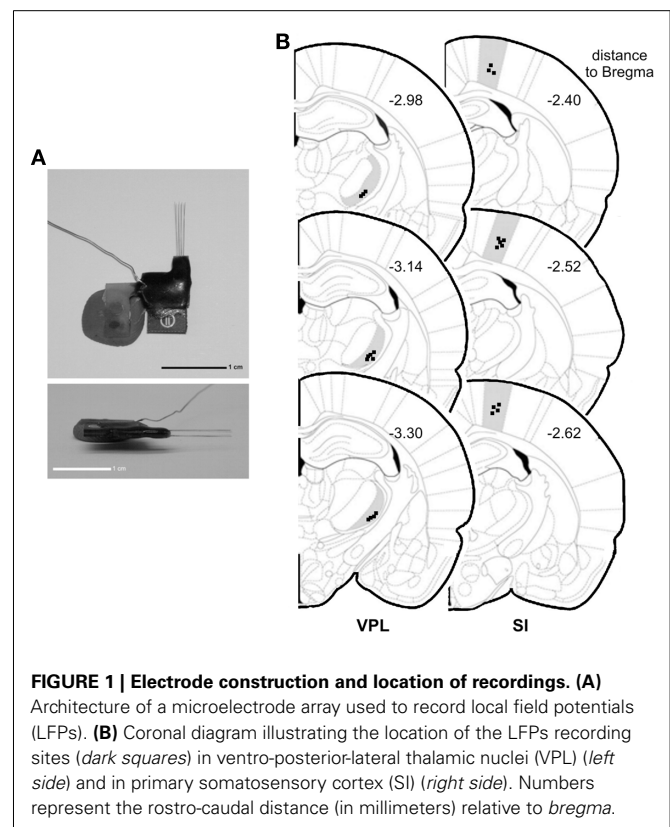 B
distance
to Bregma
-2.98
-2.40
A
1 cm
-3.14
-2.52
1 cm
-3.30
-2.62
VPL
SI
FIGURE 1 | Electrode construction and location of recordings. (A)
Architecture of a microelectrode array used to record local field potentials
(LFPs). (B) Coronal diagram illustrating the location of the LFPs recording
sites (dark squares) in ventro-posterior-lateral thalamic nuclei (VPL) (left
side) and in primary somatosensory cortex (SI) (right side). Numbers
represent the rostro-caudal distance (in millimeters) relative to bregma.